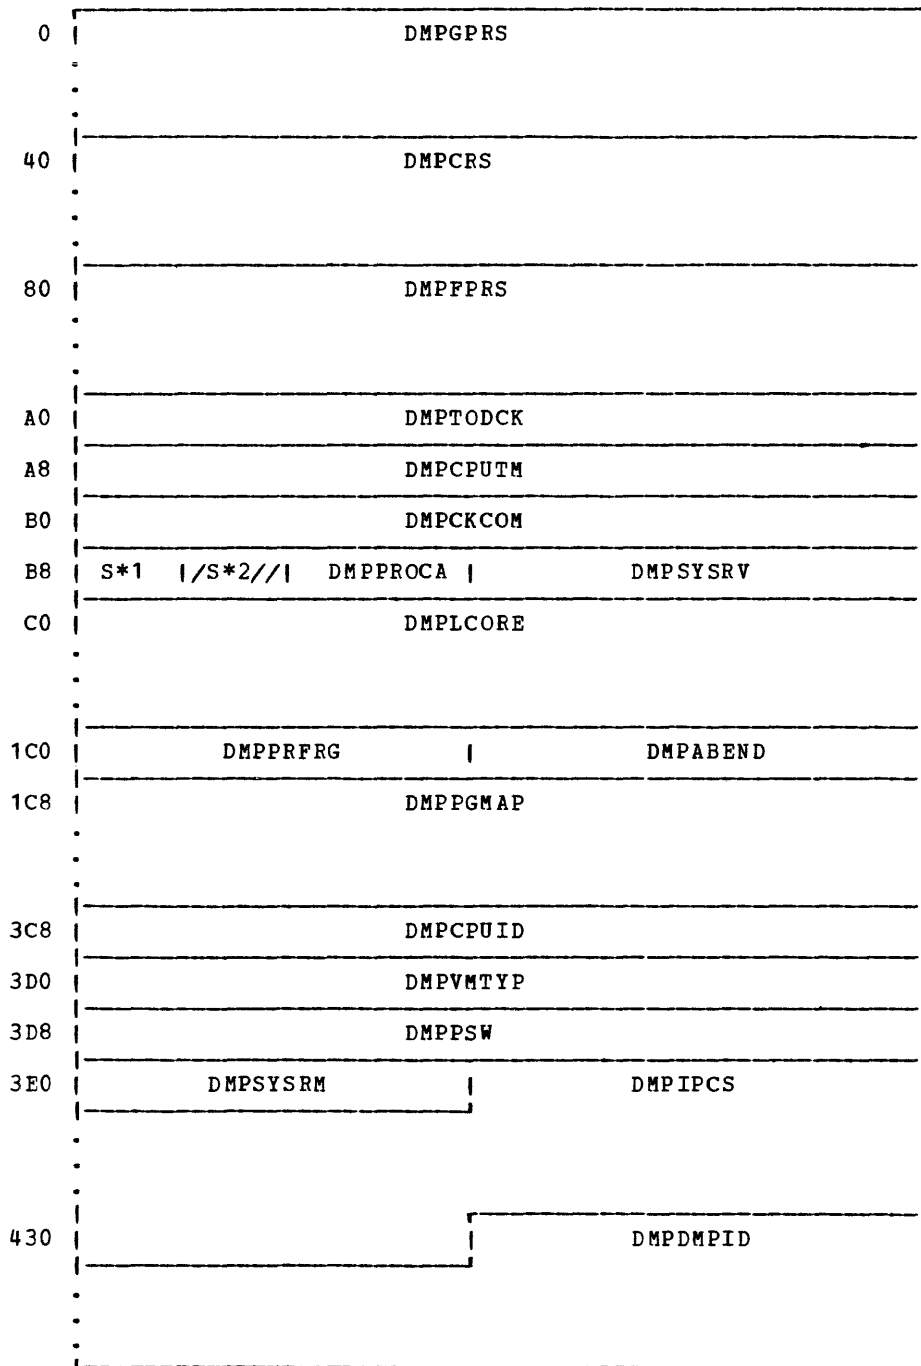 0 DMPGPRS
40 DMPCRS
80 DMPFPRS
A0 DMPTODCK
A8 DMPCPUTM
B0 DMPCKCOM
B8 | S*1 |/S*2//| DMPPROCA | DMPSYSRV
C0 DMPLCORE
1C0 DMPPRFRG | DMPABEND
1C8 DMPPGMAP
3C8 DMPCPUID
3D0 DMPVMTYP
3D8 DMPPSW
3E0 DMPSYSRM | DMPIPCS
430 DMPDMPID